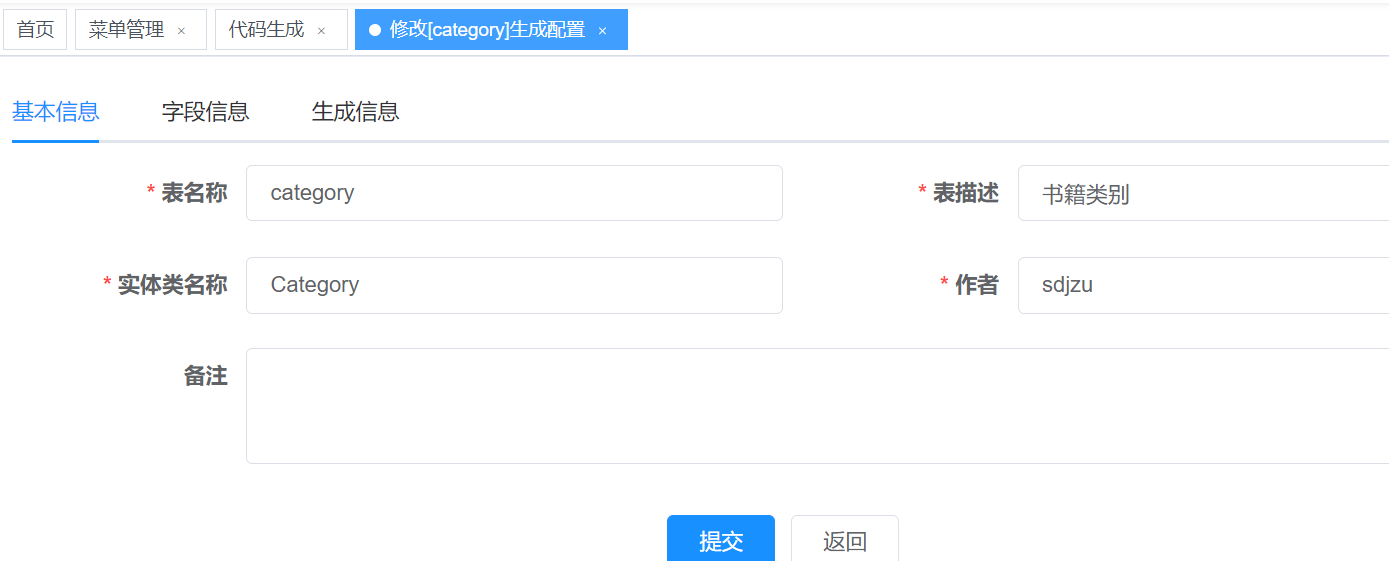 首页 菜单管理 × 代码生成 × 修改[category]生成配置 ×
基本信息 字段信息 生成信息
* 表名称 category * 表描述 书籍类别
* 实体类名称 Category * 作者 sdjzu
备注
提交 返回